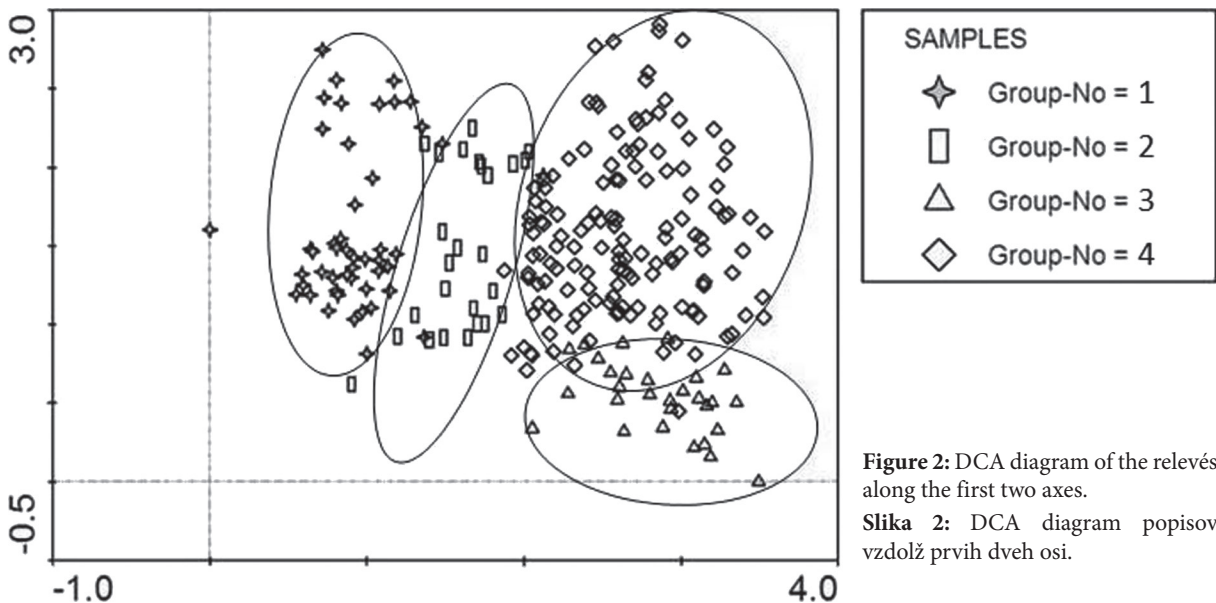 3.0
-0.5
-1.0
4.0
SAMPLES
Group-No = 1
Group-No = 2
Group-No = 3
Group-No = 4
Figure 2: DCA diagram of the relevés
along the first two axes.
Slika 2: DCA diagram popisov
vzdolž prvih dveh osi.